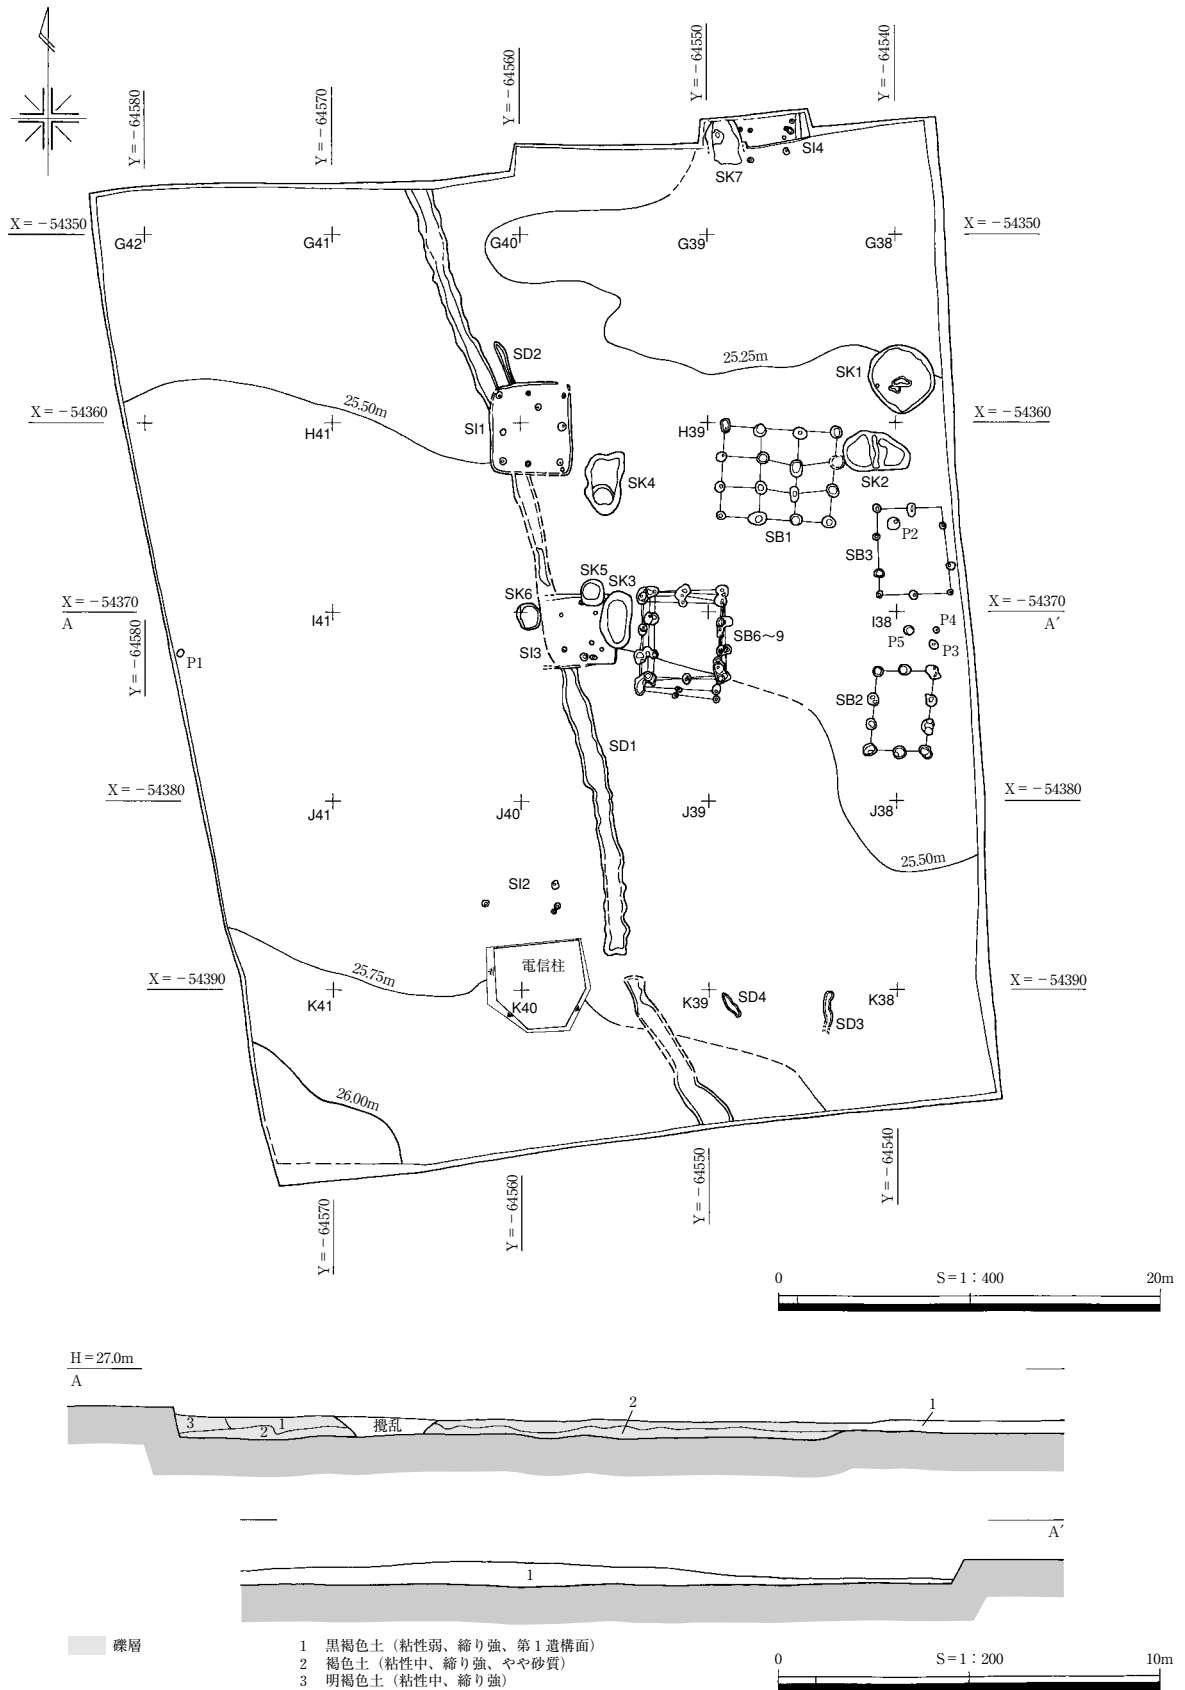 Y=-64580
Y=-64570
Y=-64560
Y=-64550
Y=-64540
SI4
SK7
X=-54350
G42
G41
G40
G39
G38
X=-54350
SD2
25.25m
SK1
25.50m
X=-54360
H41
SI1
H39
X=-54360
SK4
SK2
SB1
P2
SB3
SK5
SK3
SK6
X=-54370
A
I41
I38
X=-54370
A′
P4
P5
P3
SB6〜9
SI3
P1
Y=-64580
SB2
SD1
X=-54380
J41
J40
J39
J38
X=-54380
25.50m
SI2
電信柱
25.75m
X=-54390
K41
K40
K39
SD4
K38
SD3
X=-54390
26.00m
Y=-64570
Y=-64560
Y=-64550
Y=-64540
0 S=1:400 20m
H=27.0m
A
3 1 2 攪乱 2 1
A′
1
礫層
1 黒褐色土(粘性弱、締り強、第1遺構面)
2 褐色土(粘性中、締り強、やや砂質)
3 明褐色土(粘性中、締り強)
0 S=1:200 10m